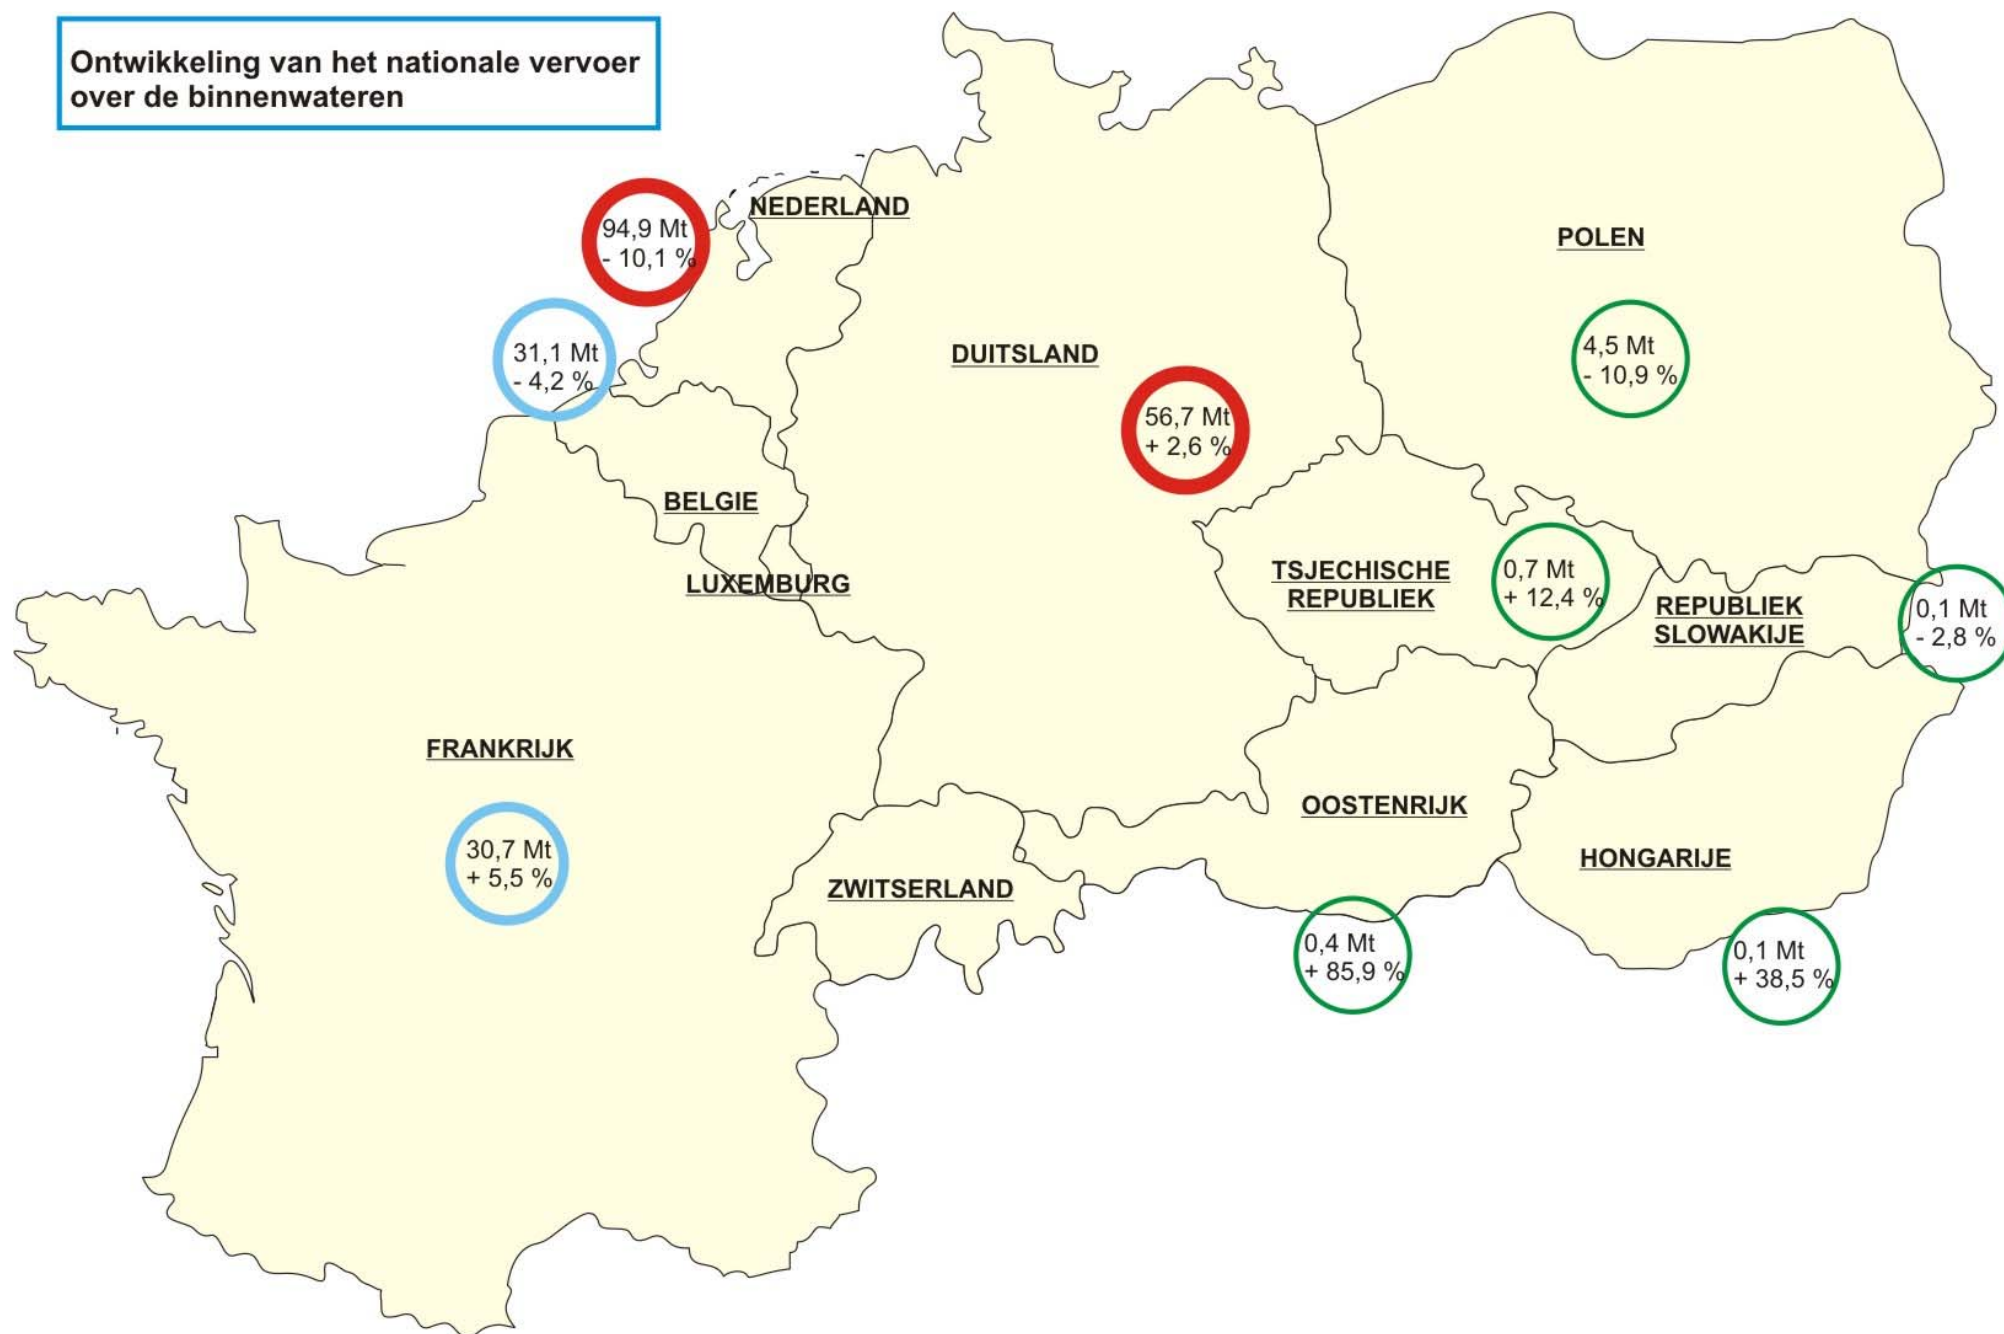 Ontwikkeling van het nationale vervoer
over de binnenwateren
NEDERLAND
94,9 Mt
- 10,1 %
POLEN
31,1 Mt
- 4,2 %
DUITSLAND
4,5 Mt
- 10,9 %
56,7 Mt
+ 2,6 %
BELGIE
TSJECHISCHE
REPUBLIEK
0,7 Mt
+ 12,4 %
LUXEMBURG
REPUBLIEK
SLOWAKIJE
0,1 Mt
- 2,8 %
FRANKRIJK
30,7 Mt
+ 5,5 %
OOSTENRIJK
HONGARIJE
ZWITSERLAND
0,4 Mt
+ 85,9 %
0,1 Mt
+ 38,5 %